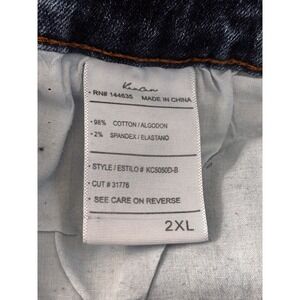 KanCan
• RN# 144635 MADE IN CHINA
• 98% COTTON / ALGODON
• 2% SPANDEX / ELASTANO
• STYLE / ESTILO # KC5050D-B
• CUT # 31776
• SEE CARE ON REVERSE
2XL